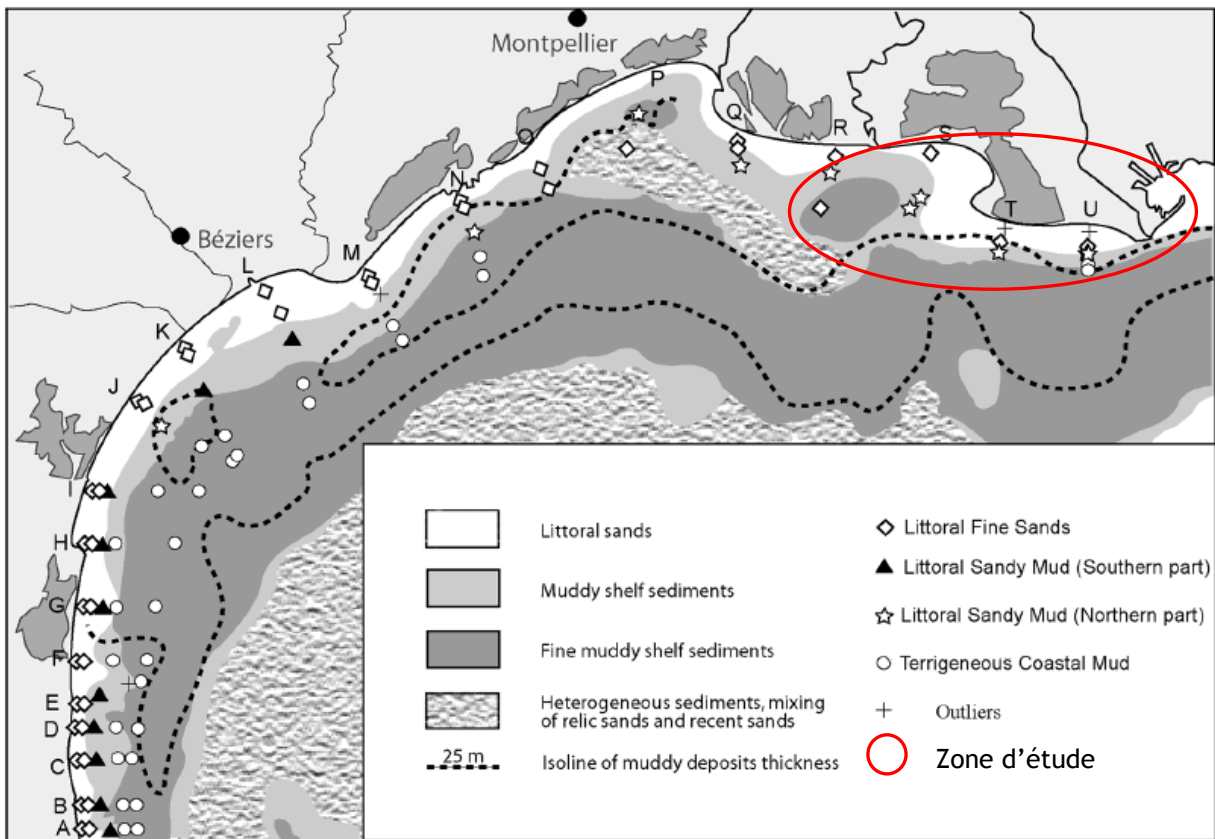 Montpellier
P
Q
R
S
O
N
T
U
Béziers
M
L
K
J
I
H
G
F
E
D
C
B
A
Littoral sands
Muddy shelf sediments
Fine muddy shelf sediments
Heterogeneous sediments, mixing
of relic sands and recent sands
25 m
Isoline of muddy deposits thickness
Littoral Fine Sands
Littoral Sandy Mud (Southern part)
Littoral Sandy Mud (Northern part)
Terrigeneous Coastal Mud
Outliers
Zone d'étude